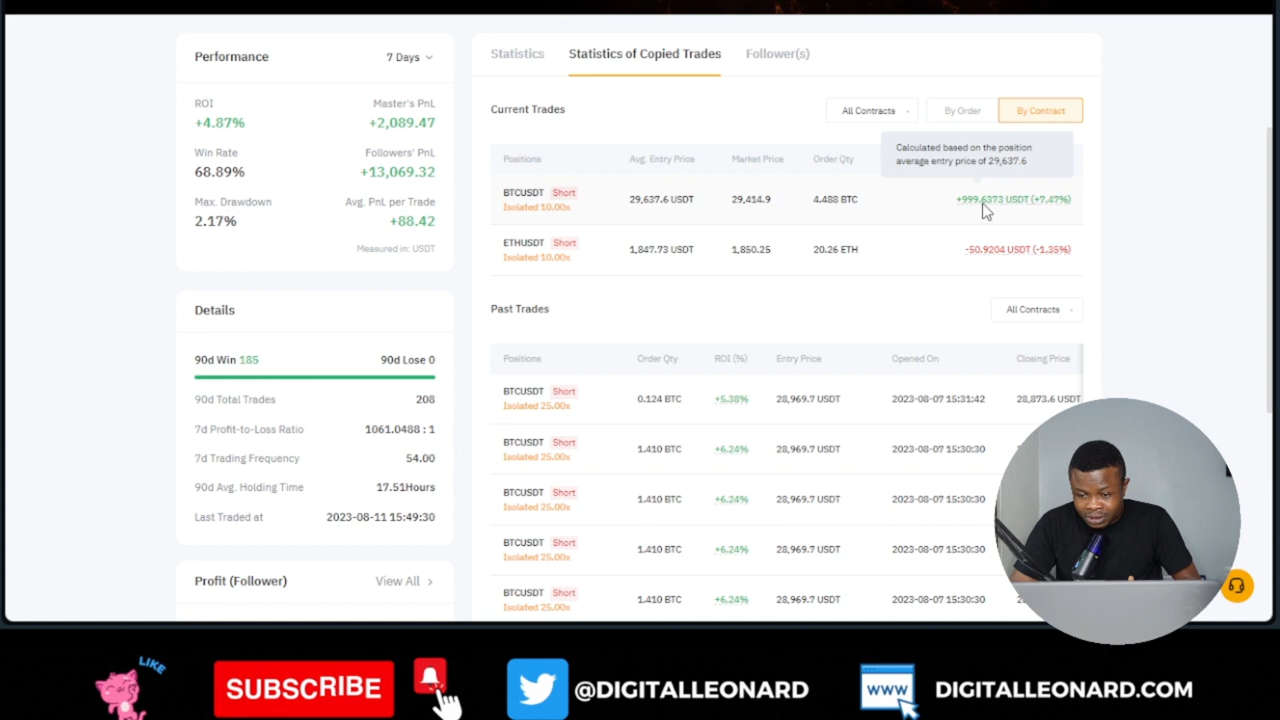 Performance
7 Days
ROI
Master's PnL
+4.87%
+2,089.47
Win Rate
Followers' PnL
68.89%
+13,069.32
Max. Drawdown
Avg. PnL per Trade
2.17%
+88.42
Measured in: USDT
Details
90d Win 185
90d Lose 0
90d Total Trades
208
7d Profit-to-Loss Ratio
1061.0488 : 1
7d Trading Frequency
54.00
90d Avg. Holding Time
17.51Hours
Last Traded at
2023-08-11 15:49:30
Profit (Follower)
View All
Statistics
Statistics of Copied Trades
Follower(s)
Current Trades
All Contracts
By Order
By Contract
Calculated based on the position
average entry price of 29,637.6
Positions
Avg. Entry Price
Market Price
Order Qty
BTCUSDT Short
Isolated 10.00x
29,637.6 USDT
29,414.9
4.488 BTC
+999.6373 USDT (+7.47%)
ETHUSDT Short
Isolated 10.00x
1,847.73 USDT
1,850.25
20.26 ETH
-50.9204 USDT (-1.35%)
Past Trades
All Contracts
Positions
Order Qty
ROI (%)
Entry Price
Opened On
Closing Price
BTCUSDT Short
Isolated 25.00x
0.124 BTC
+5.38%
28,969.7 USDT
2023-08-07 15:31:42
28,873.6 USDT
BTCUSDT Short
Isolated 25.00x
1.410 BTC
+6.24%
28,969.7 USDT
2023-08-07 15:30:30
BTCUSDT Short
Isolated 25.00x
1.410 BTC
+6.24%
28,969.7 USDT
2023-08-07 15:30:30
BTCUSDT Short
Isolated 25.00x
1.410 BTC
+6.24%
28,969.7 USDT
2023-08-07 15:30:30
BTCUSDT Short
Isolated 25.00x
1.410 BTC
+6.24%
28,969.7 USDT
2023-08-07 15:30:30
LIKE
SUBSCRIBE
@DIGITALLEONARD
WWW
DIGITALLEONARD.COM